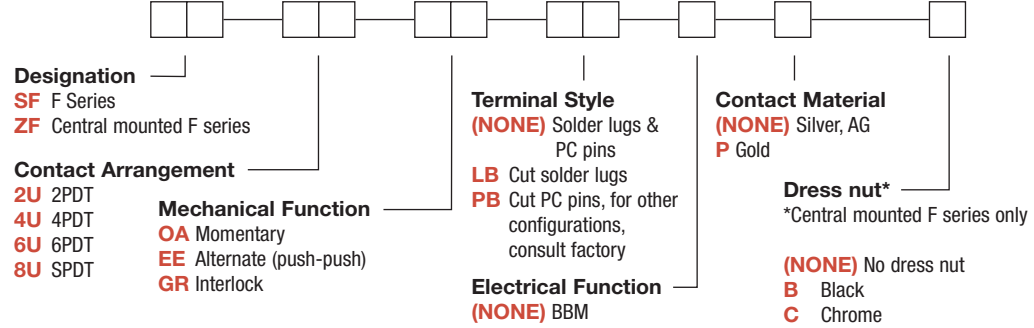 Designation
SF F Series
ZF Central mounted F series
Contact Arrangement
2U 2PDT
4U 4PDT
6U 6PDT
8U SPDT
Mechanical Function
OA Momentary
EE Alternate (push-push)
GR Interlock
Terminal Style
(NONE) Solder lugs &
PC pins
LB Cut solder lugs
PB Cut PC pins, for other
configurations,
consult factory
Electrical Function
(NONE) BBM
Contact Material
(NONE) Silver, AG
P Gold
Dress nut*
*Central mounted F series only
(NONE) No dress nut
B Black
C Chrome